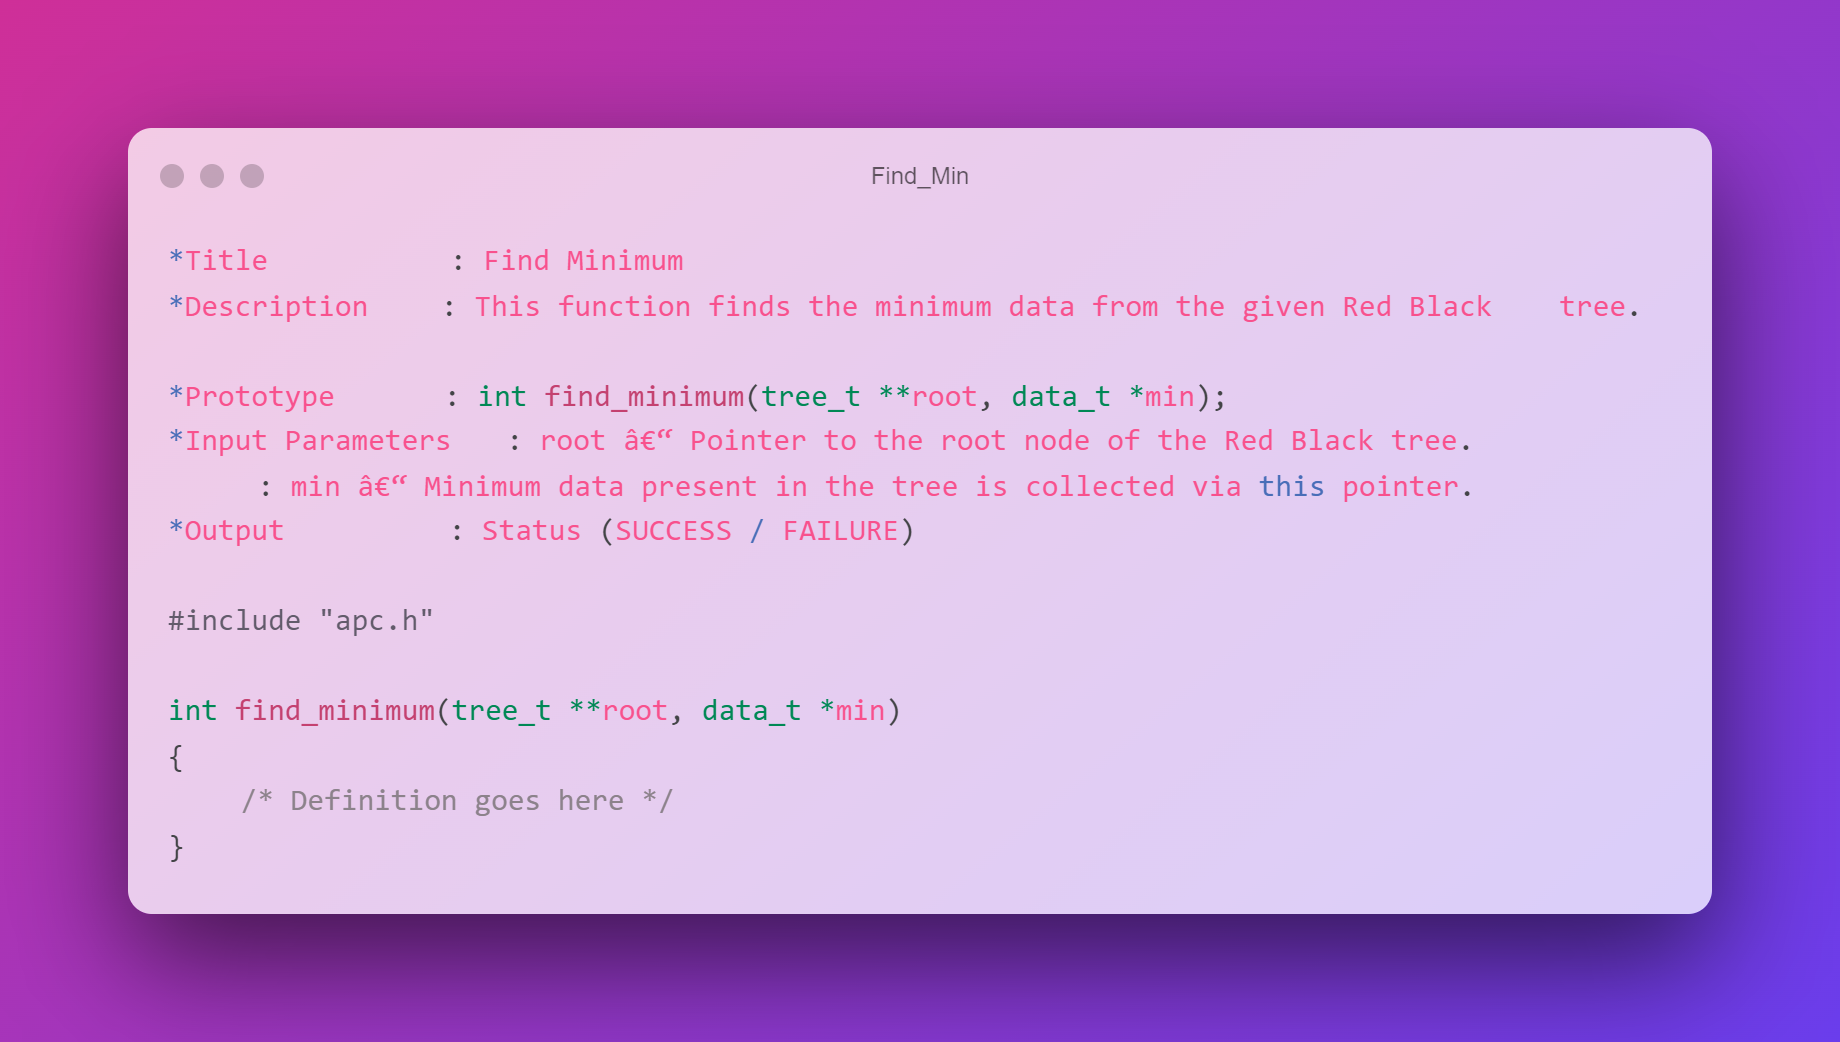 Find_Min
*Title           : Find Minimum
*Description     : This function finds the minimum data from the given Red Black    tree.
*Prototype       : int find_minimum(tree_t **root, data_t *min);
*Input Parameters    : root â€“ Pointer to the root node of the Red Black tree.
: min â€“ Minimum data present in the tree is collected via this pointer.
*Output          : Status (SUCCESS / FAILURE)
#include "apc.h"
int find_minimum(tree_t **root, data_t *min)
{
/* Definition goes here */
}